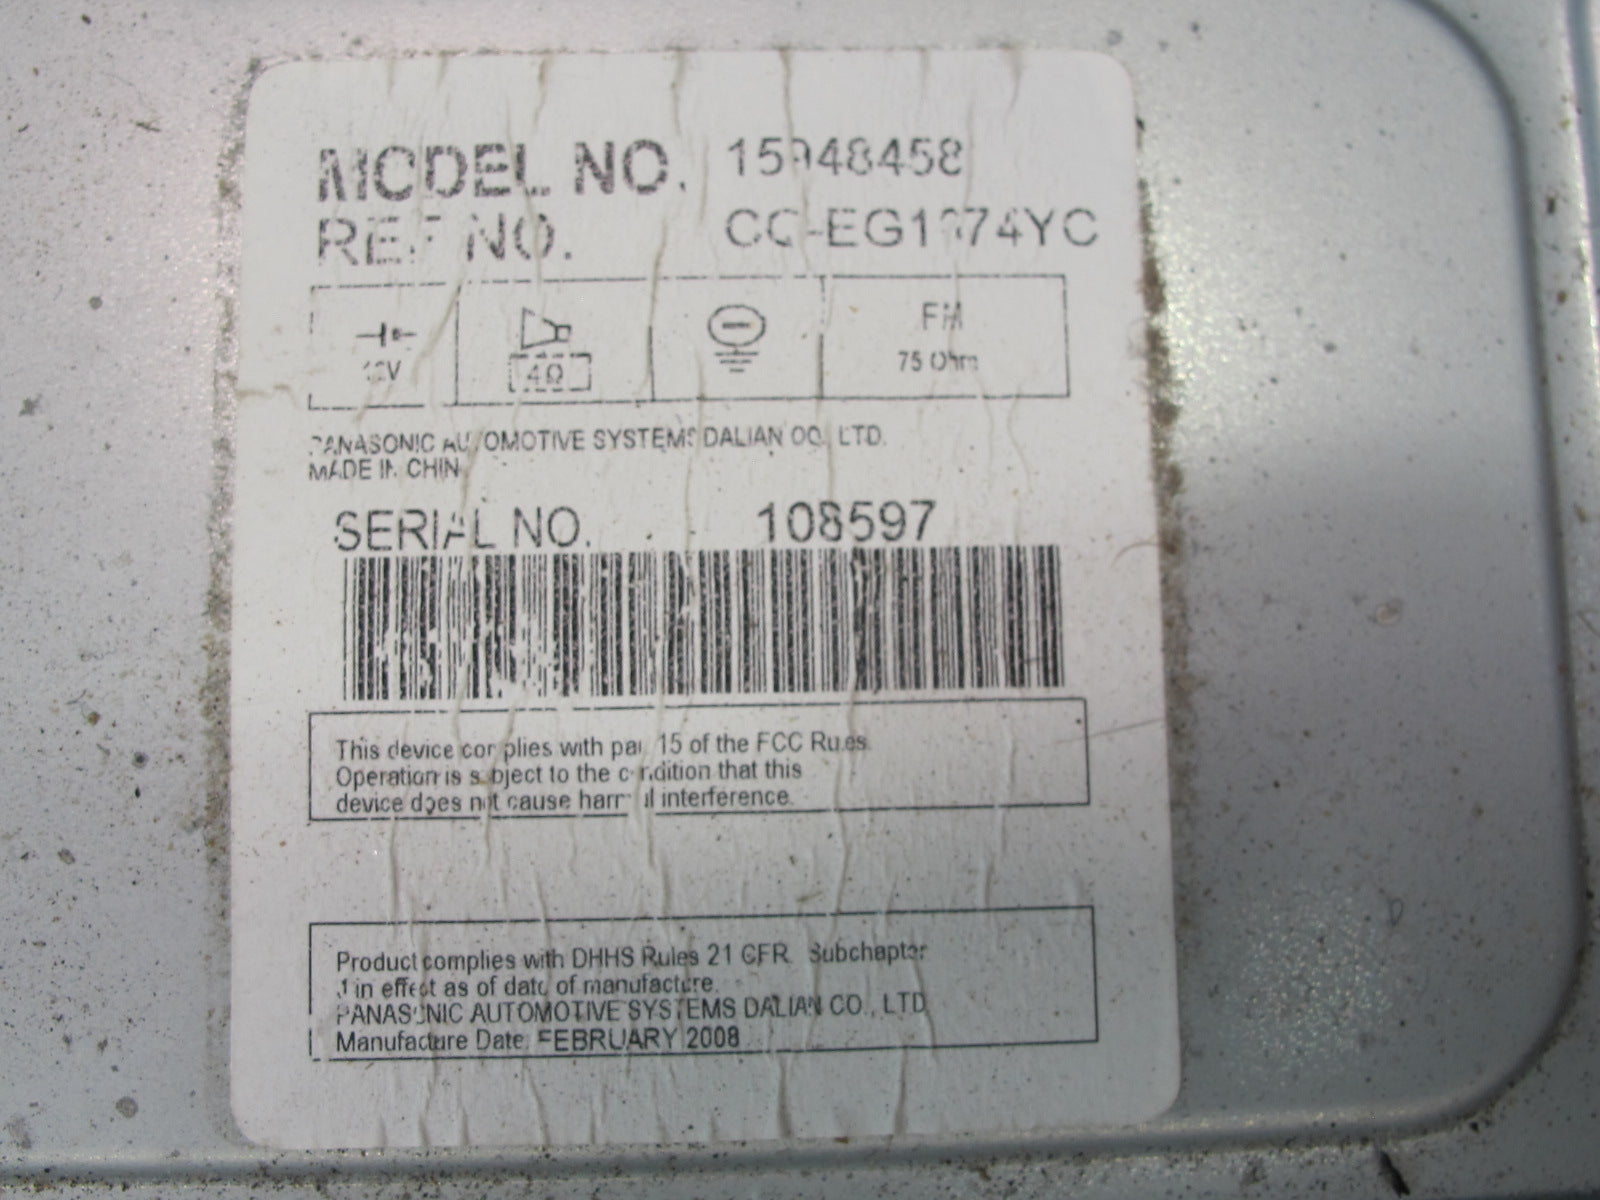 MODEL NO. 15948458
REF NO.
12V
4Ω
FM
75 Ohm
PANASONIC AUTOMOTIVE SYSTEMS DALIAN CO., LTD.
MADE IN CHINA
SERIAL NO. 108597
This device complies with part 15 of the FCC Rules.
Operation is subject to the condition that this
device does not cause harmful interference.
Product complies with DHHS Rules 21 CFR Subchapter
J in effect as of date of manufacture.
PANASONIC AUTOMOTIVE SYSTEMS DALIAN CO., LTD.
Manufacture Date: FEBRUARY 2008